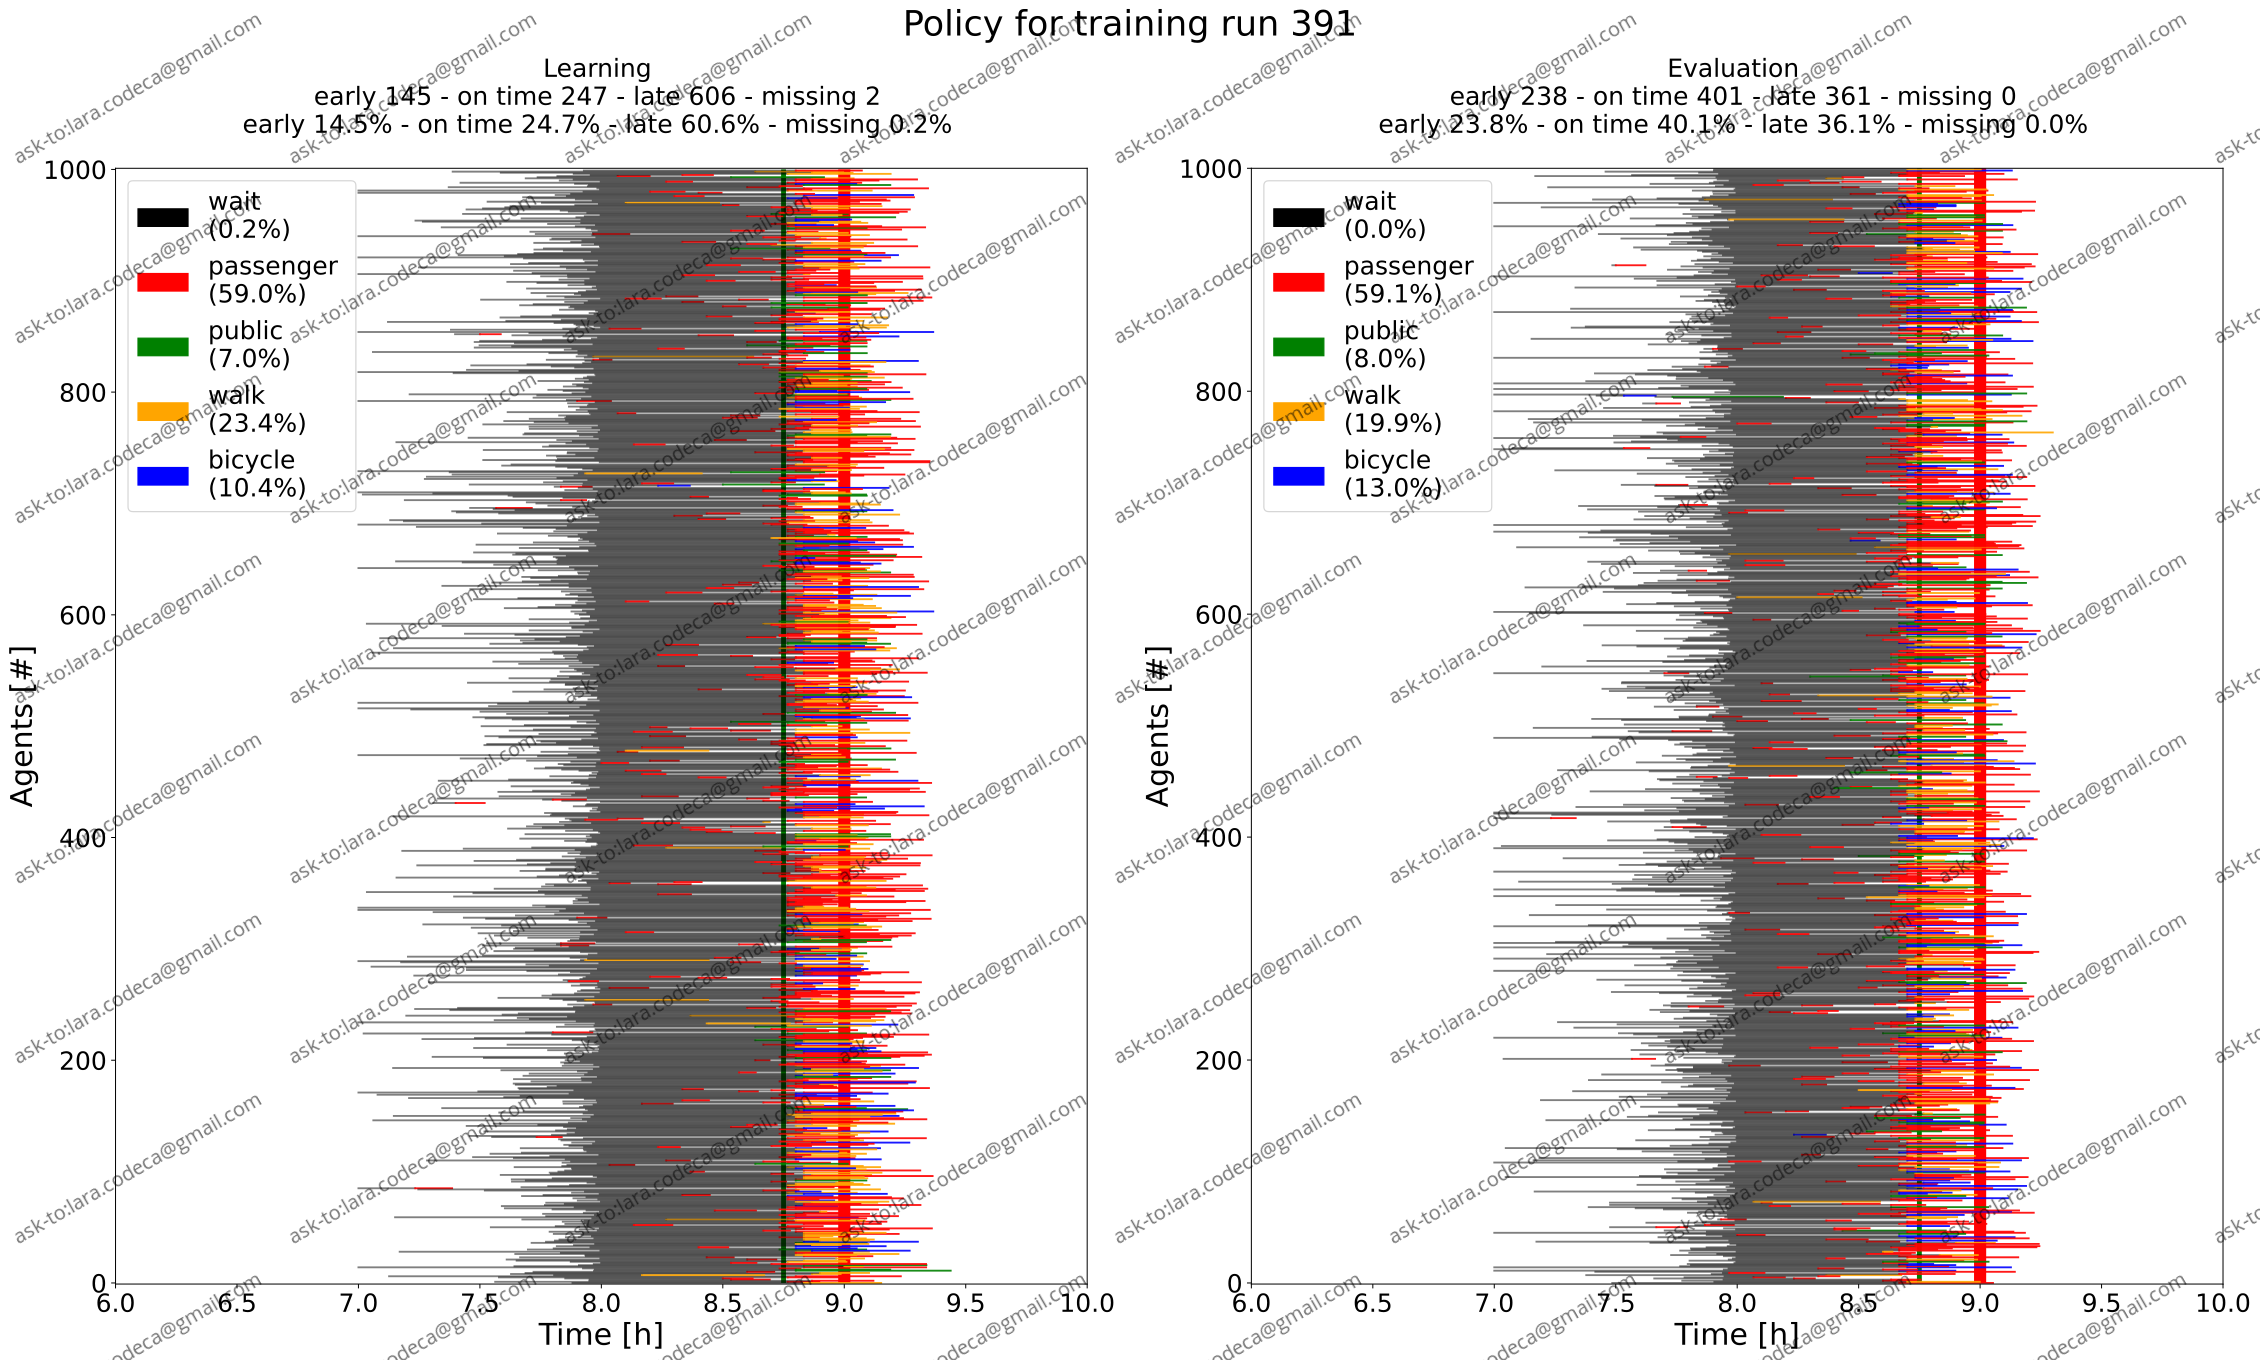 Policy for training run 391
Learning
early 145 - on time 247 - late 606 - missing 2
early 14.5% - on time 24.7% - late 60.6% - missing 0.2%
1000
800
600
400
200
0
Agents [#]
wait
(0.2%)
passenger
(59.0%)
public
(7.0%)
walk
(23.4%)
bicycle
(10.4%)
6.0 6.5 7.0 7.5 8.0 8.5 9.0 9.5 10.0
Time [h]
Evaluation
early 238 - on time 401 - late 361 - missing 0
early 23.8% - on time 40.1% - late 36.1% - missing 0.0%
1000
800
600
400
200
0
Agents [#]
wait
(0.0%)
passenger
(59.1%)
public
(8.0%)
walk
(19.9%)
bicycle
(13.0%)
6.0 6.5 7.0 7.5 8.0 8.5 9.0 9.5 10.0
Time [h]
ask-to:lara.codeca@gmail.com